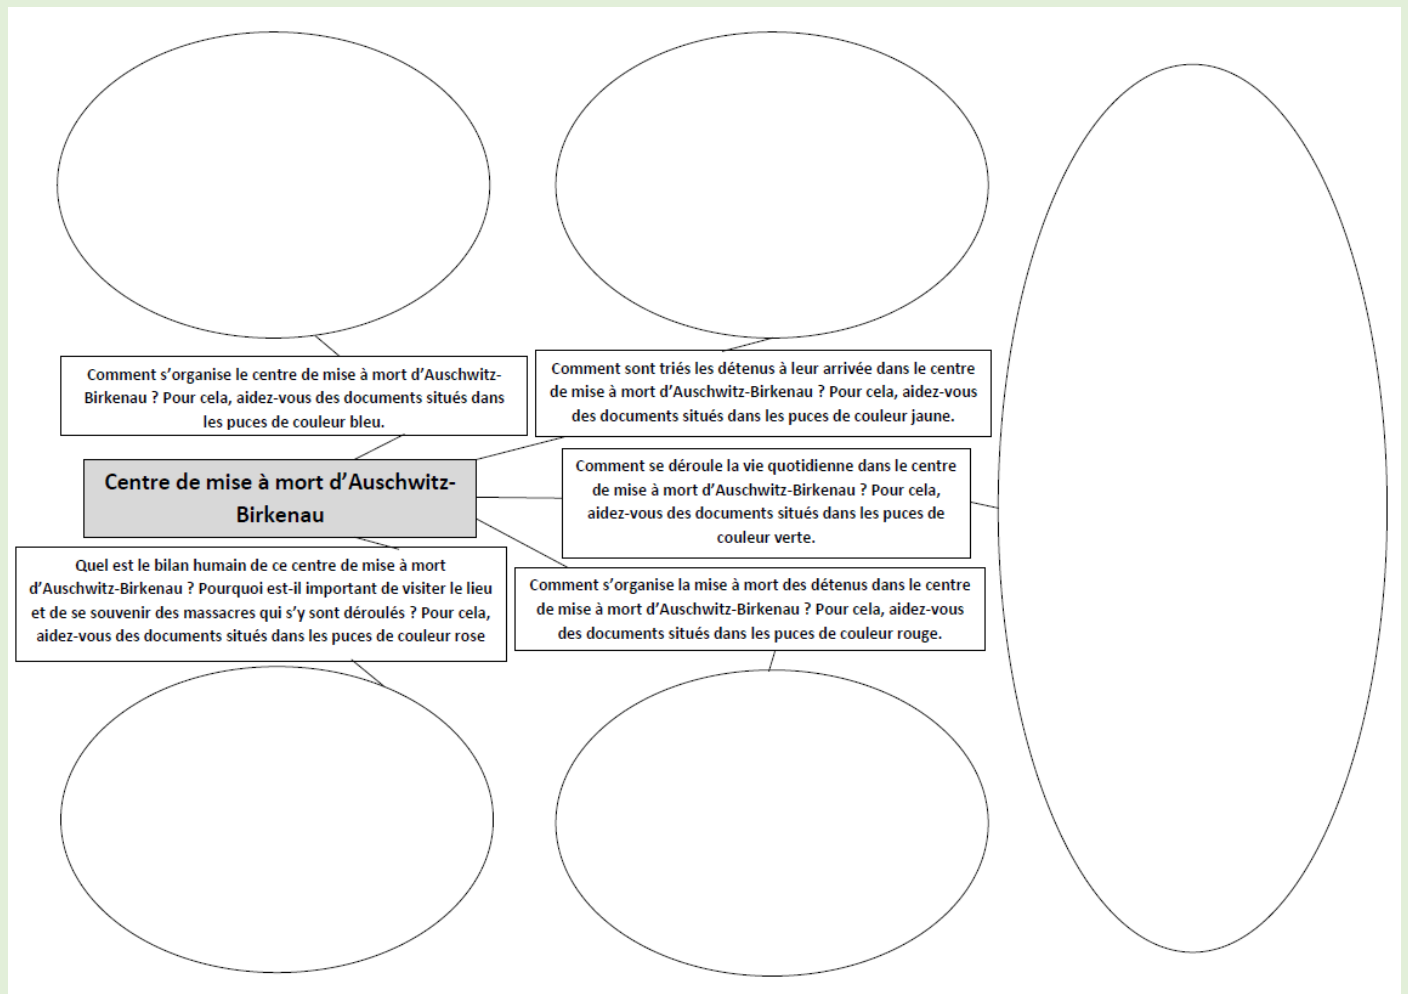 Comment s’organise le centre de mise à mort d’Auschwitz-
Birkenau ? Pour cela, aidez-vous des documents situés dans
les puces de couleur bleu.
Comment sont triés les détenus à leur arrivée dans le centre
de mise à mort d’Auschwitz-Birkenau ? Pour cela, aidez-vous
des documents situés dans les puces de couleur jaune.
Centre de mise à mort d’Auschwitz-
Birkenau
Comment se déroule la vie quotidienne dans le centre
de mise à mort d’Auschwitz-Birkenau ? Pour cela,
aidez-vous des documents situés dans les puces de
couleur verte.
Quel est le bilan humain de ce centre de mise à mort
d’Auschwitz-Birkenau ? Pourquoi est-il important de visiter le lieu
et de se souvenir des massacres qui s’y sont déroulés ? Pour cela,
aidez-vous des documents situés dans les puces de couleur rose
Comment s’organise la mise à mort des détenus dans le centre
de mise à mort d’Auschwitz-Birkenau ? Pour cela, aidez-vous
des documents situés dans les puces de couleur rouge.